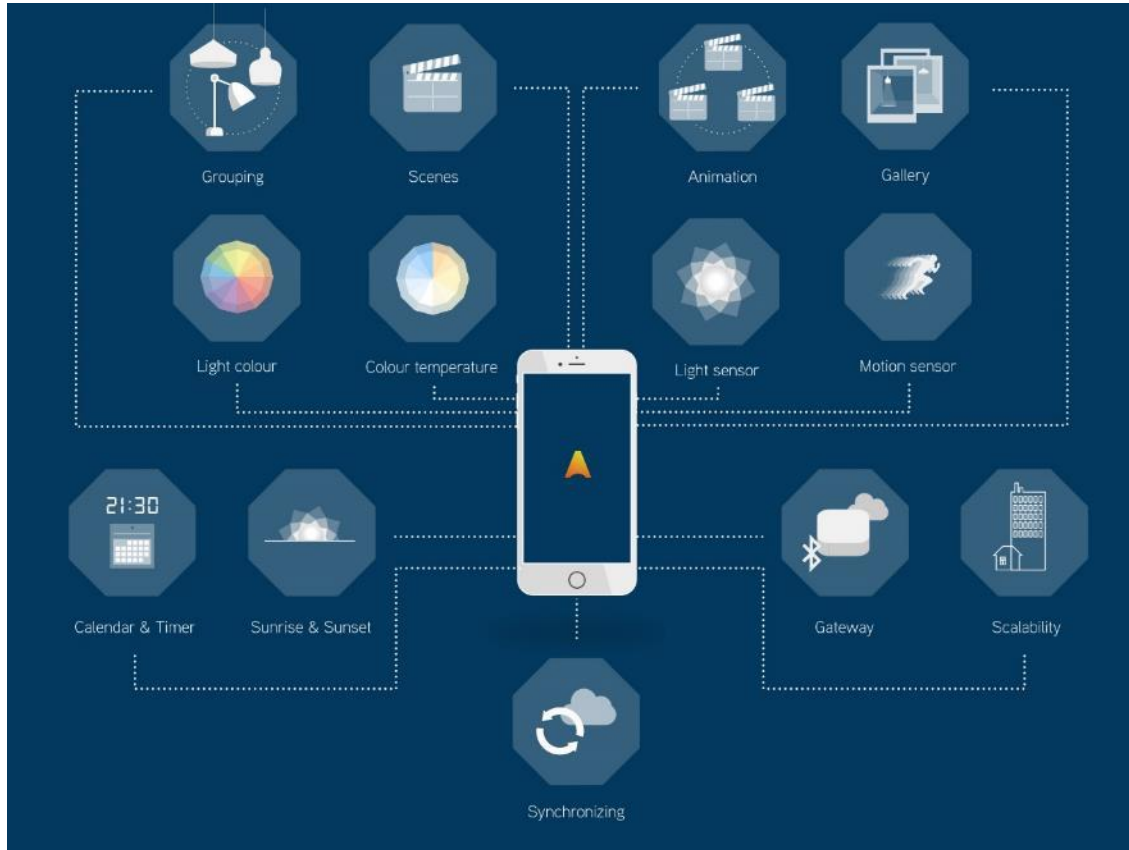 Grouping
Scenes
Animation
Gallery
Light colour
Colour temperature
Light sensor
Motion sensor
21:30
Calendar & Timer
Sunrise & Sunset
Gateway
Scalability
Synchronizing